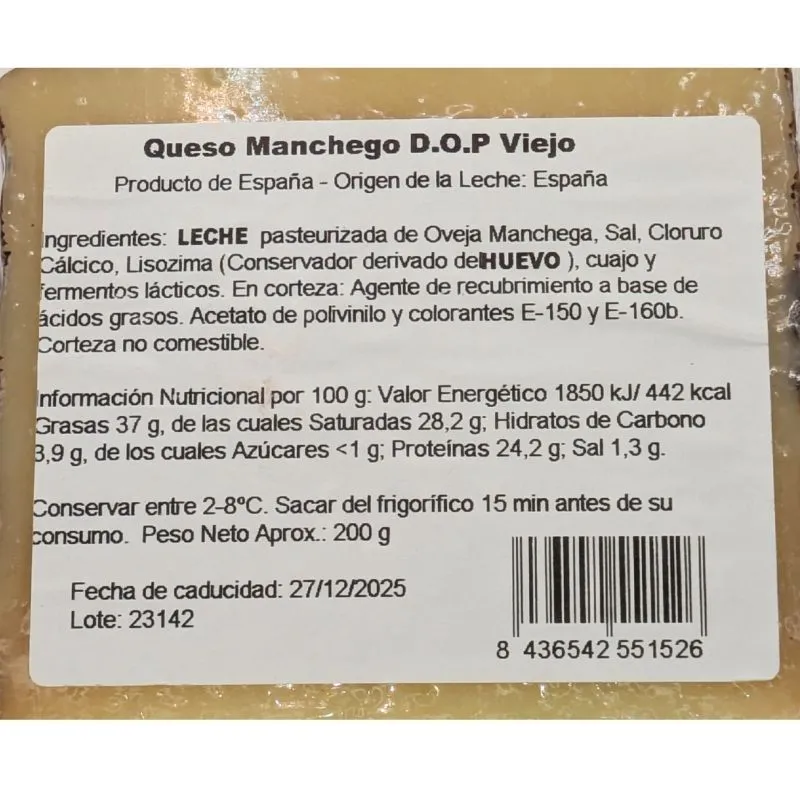 Queso Manchego D.O.P Viejo
Producto de España - Origen de la Leche: España
Ingredientes: LECHE pasteurizada de Oveja Manchega, Sal, Cloruro
Cálcico, Lisozima (Conservador derivado deHUEVO ), cuajo y
fermentos lácticos. En corteza: Agente de recubrimiento a base de
ácidos grasos. Acetato de polivinilo y colorantes E-150 y E-160b.
Corteza no comestible.
Información Nutricional por 100 g: Valor Energético 1850 kJ/ 442 kcal
Grasas 37 g, de las cuales Saturadas 28,2 g; Hidratos de Carbono
3,9 g, de los cuales Azúcares <1 g; Proteínas 24,2 g; Sal 1,3 g.
Conservar entre 2-8ºC. Sacar del frigorífico 15 min antes de su
consumo. Peso Neto Aprox.: 200 g
Fecha de caducidad: 27/12/2025
Lote: 23142
8 436542 551526